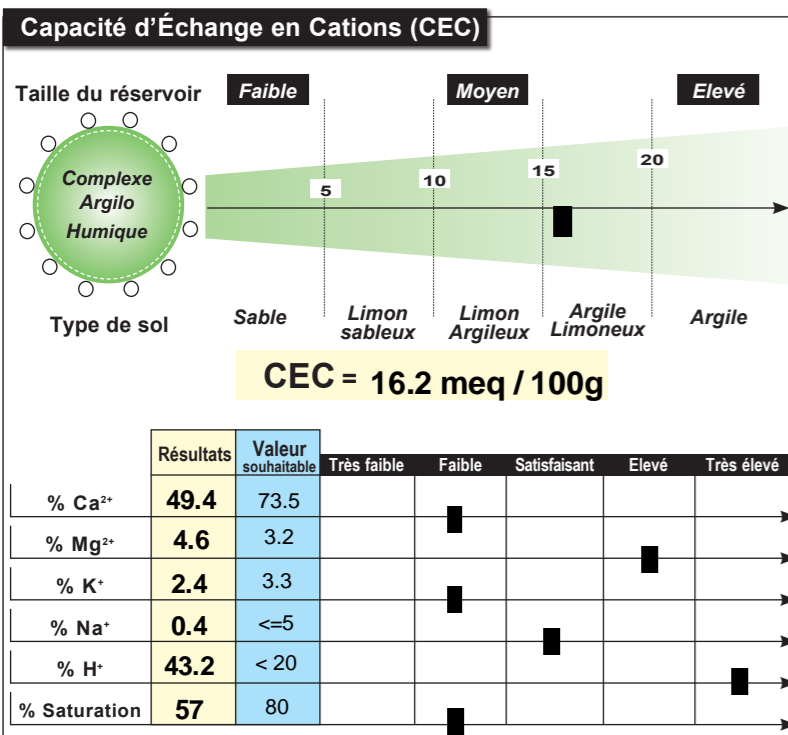 Capacité d'Échange en Cations (CEC)
Taille du réservoir
Faible Moyen Elevé
Complexe
Argilo
Humique
5 10 15 20
Type de sol
Sable Limon sableux Limon Argileux Argile Limoneux Argile
CEC = 16.2 meq / 100g
Résultats Valeur souhaitable Très faible Faible Satisfaisant Elevé Très élevé
% Ca²⁺ 49.4 73.5
% Mg²⁺ 4.6 3.2
% K⁺ 2.4 3.3
% Na⁺ 0.4 <=5
% H⁺ 43.2 < 20
% Saturation 57 80